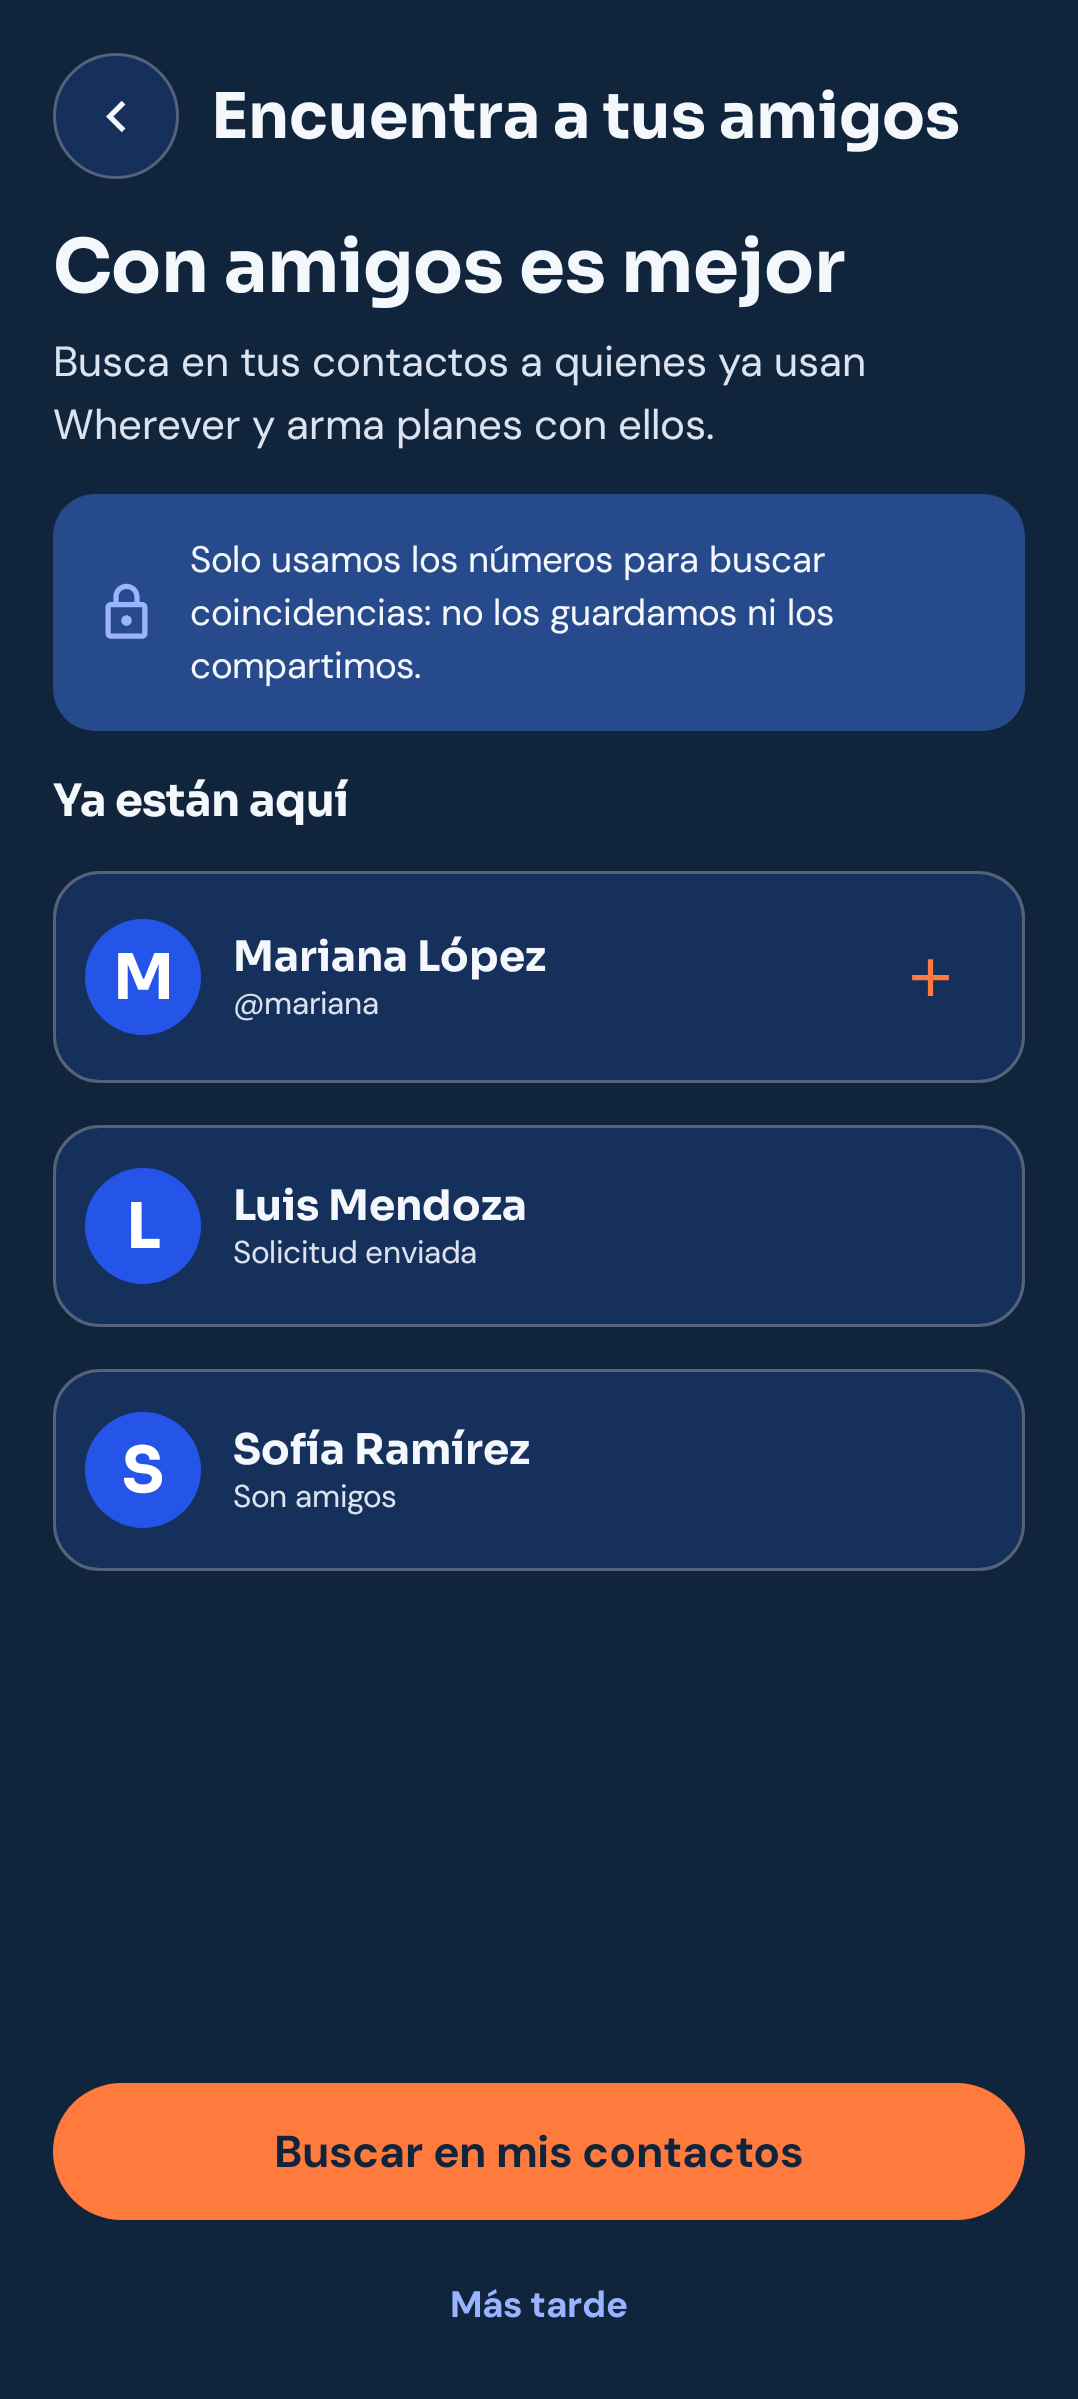 Encuentra a tus amigos
Con amigos es mejor
Busca en tus contactos a quienes ya usan
Wherever y arma planes con ellos.
Solo usamos los números para buscar
coincidencias: no los guardamos ni los
compartimos.
Ya están aquí
M
Mariana López
@mariana
L
Luis Mendoza
Solicitud enviada
S
Sofía Ramírez
Son amigos
Buscar en mis contactos
Más tarde